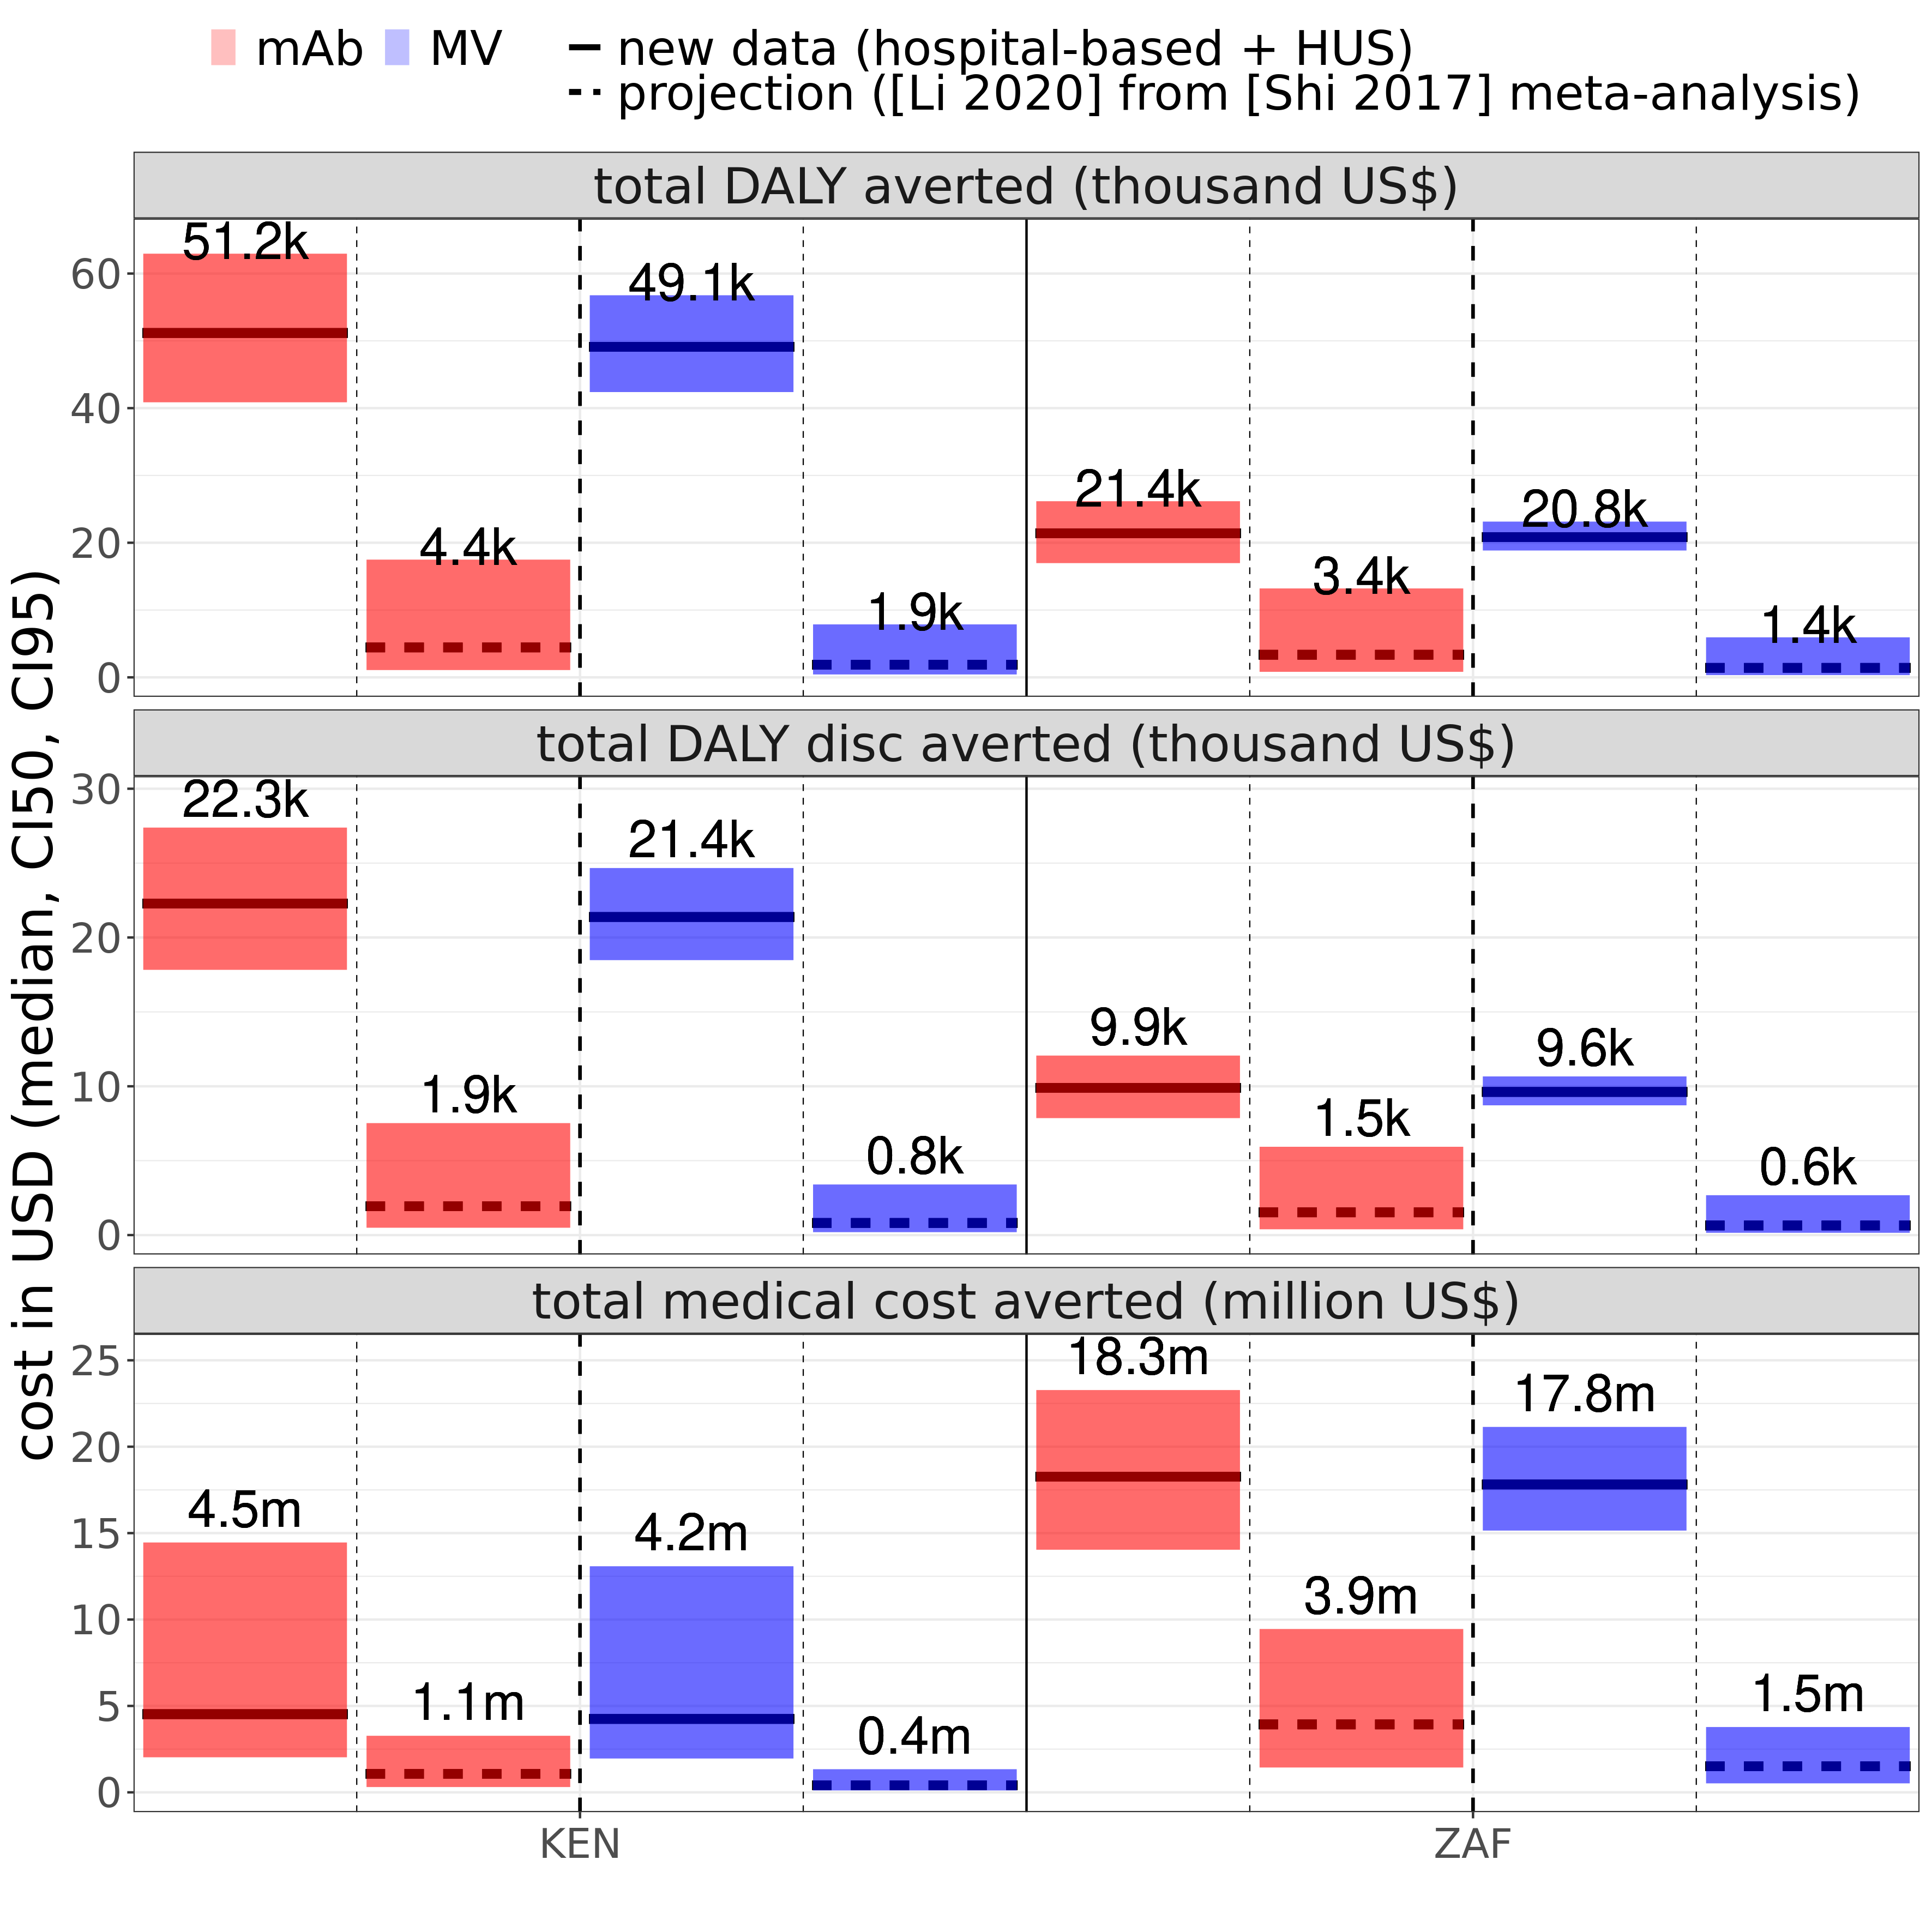 mAb MV new data (hospital-based + HUS)
projection ([Li 2020] from [Shi 2017] meta-analysis)
cost in USD (median, CI50, CI95)
total DALY averted (thousand US$)
60
40
20
0
51.2k
4.4k
49.1k
1.9k
21.4k
3.4k
20.8k
1.4k
total DALY disc averted (thousand US$)
30
20
10
0
22.3k
1.9k
21.4k
0.8k
9.9k
1.5k
9.6k
0.6k
total medical cost averted (million US$)
25
20
15
10
5
0
4.5m
1.1m
4.2m
0.4m
18.3m
3.9m
17.8m
1.5m
KEN
ZAF